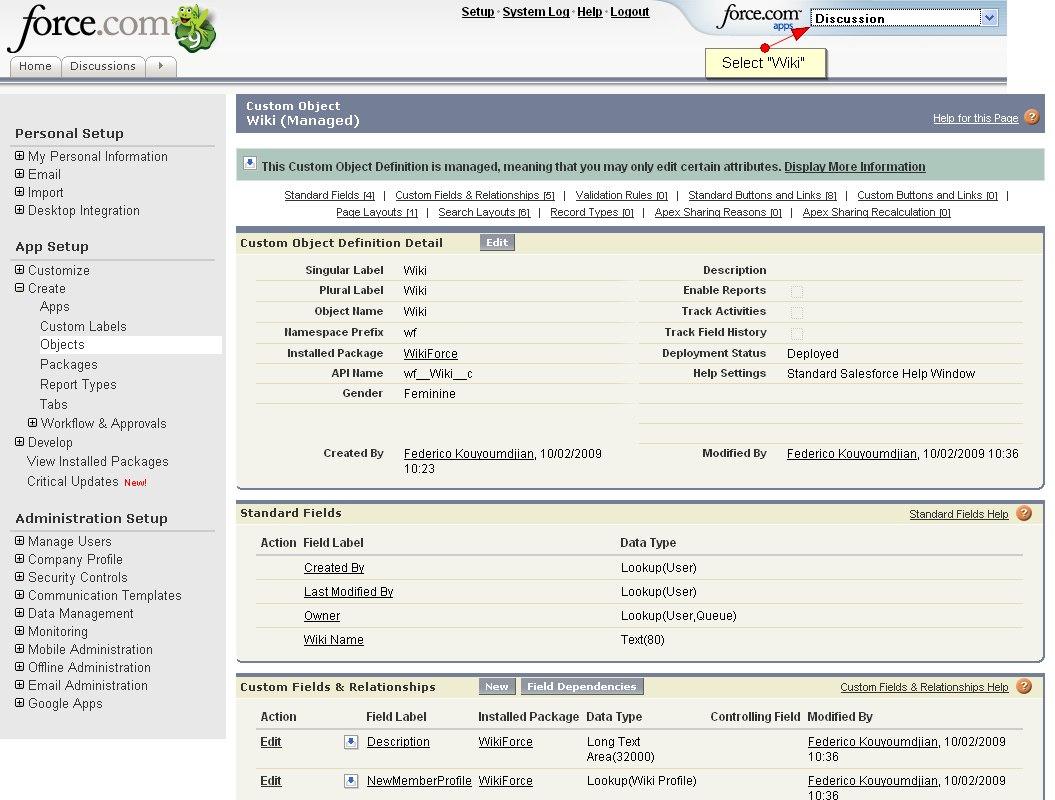 force.com
9
Setup · System Log · Help · Logout
force.com
apps
Discussion
Select "Wiki"
Home
Discussions
Personal Setup
My Personal Information
Email
Import
Desktop Integration
App Setup
Customize
Create
Apps
Custom Labels
Objects
Packages
Report Types
Tabs
Workflow & Approvals
Develop
View Installed Packages
Critical Updates New!
Administration Setup
Manage Users
Company Profile
Security Controls
Communication Templates
Data Management
Monitoring
Mobile Administration
Offline Administration
Email Administration
Google Apps
Custom Object
Wiki (Managed)
Help for this Page ?
This Custom Object Definition is managed, meaning that you may only edit certain attributes. Display More Information
Standard Fields [4] | Custom Fields & Relationships [5] | Validation Rules [0] | Standard Buttons and Links [8] | Custom Buttons and Links [0] |
Page Layouts [1] | Search Layouts [6] | Record Types [0] | Apex Sharing Reasons [0] | Apex Sharing Recalculation [0]
Custom Object Definition Detail Edit
Singular Label Wiki Description
Plural Label Wiki Enable Reports
Object Name Wiki Track Activities
Namespace Prefix wf Track Field History
Installed Package WikiForce Deployment Status Deployed
API Name wf__Wiki__c Help Settings Standard Salesforce Help Window
Gender Feminine
Created By Federico Kouyoumdjian, 10/02/2009 Modified By Federico Kouyoumdjian, 10/02/2009 10:36
10:23
Standard Fields Standard Fields Help ?
Action Field Label Data Type
Created By Lookup(User)
Last Modified By Lookup(User)
Owner Lookup(User,Queue)
Wiki Name Text(80)
Custom Fields & Relationships New Field Dependencies Custom Fields & Relationships Help ?
Action Field Label Installed Package Data Type Controlling Field Modified By
Edit Description WikiForce Long Text Federico Kouyoumdjian, 10/02/2009
Area(32000) 10:36
Edit NewMemberProfile WikiForce Lookup(Wiki Profile) Federico Kouyoumdjian, 10/02/2009
10:36